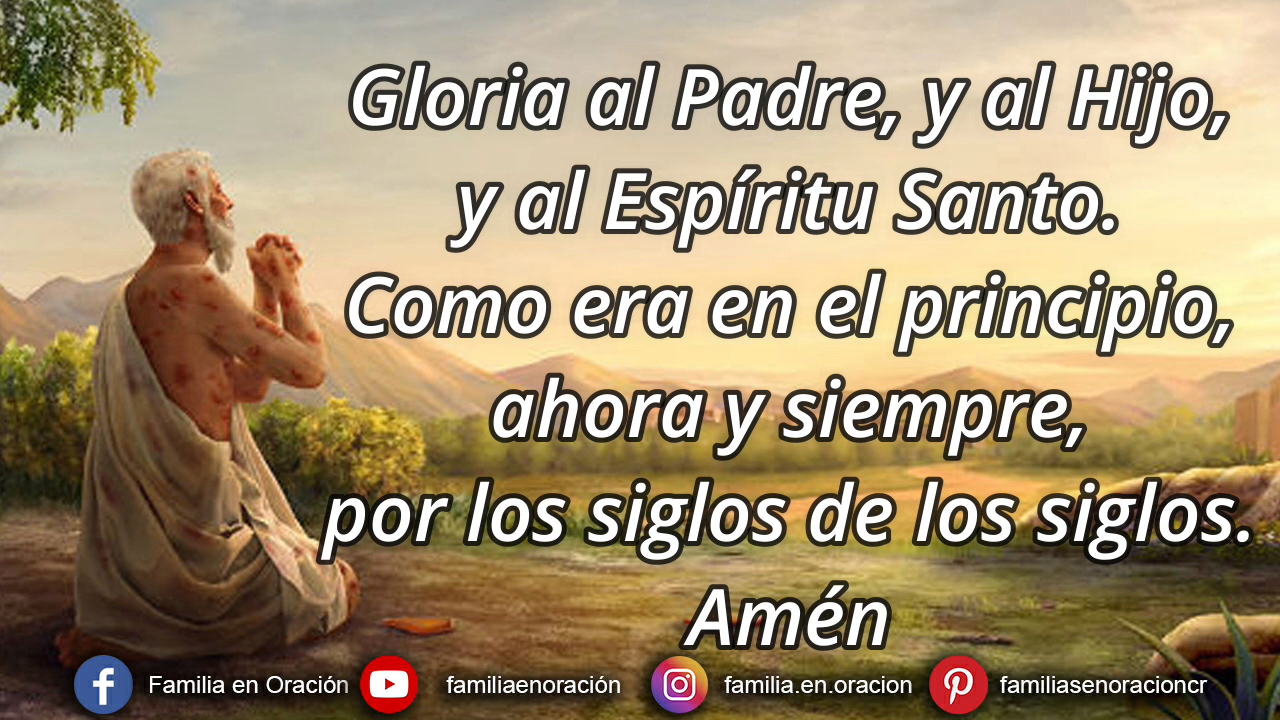 Gloria al Padre, y al Hijo,
y al Espíritu Santo.
Como era en el principio,
ahora y siempre,
por los siglos de los siglos.
Amén
Familia en Oración familiaenoración familia.en.oracion familiasenoracioncr